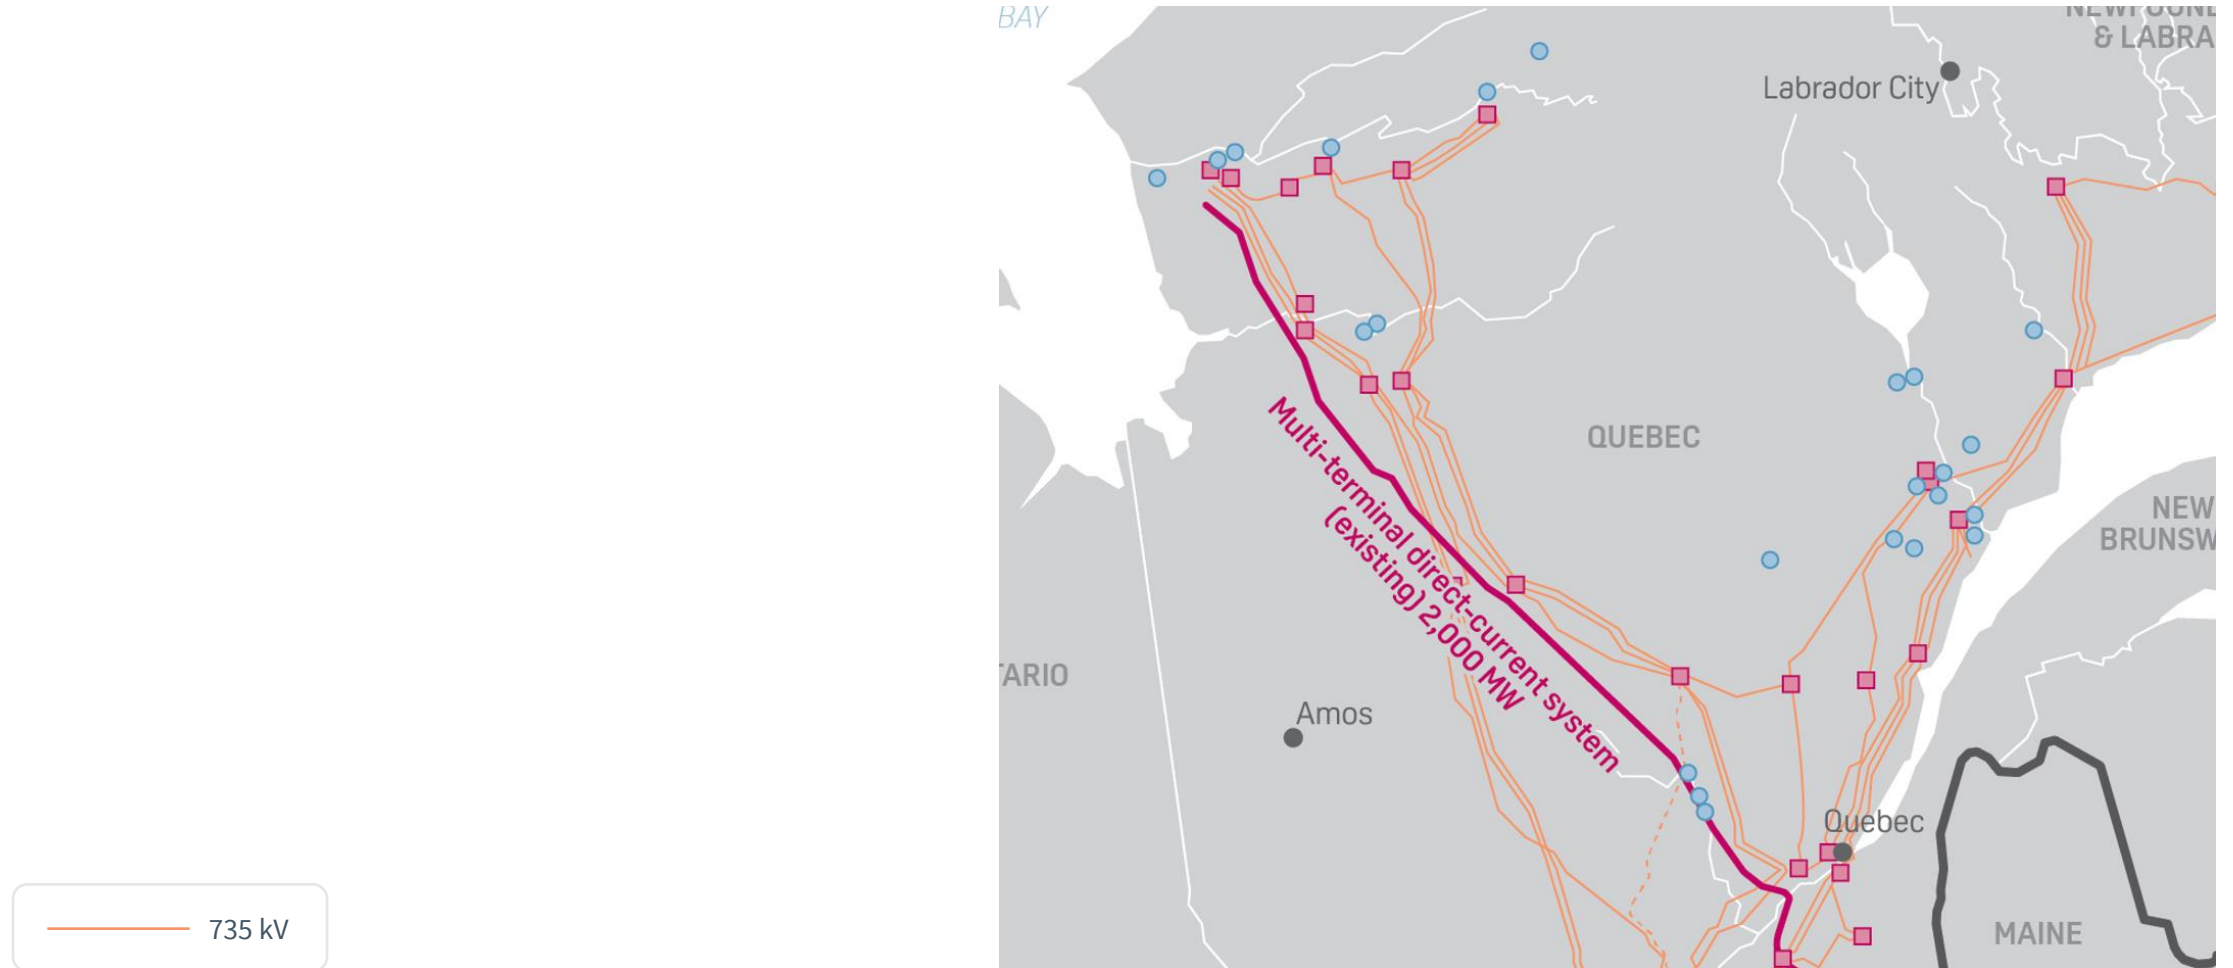 BAY
& LABRA
Labrador City
QUEBEC
Multi-terminal direct-current system
(existing) 2,000 MW
NEW
BRUNSW
TARIO
Amos
Quebec
MAINE
735 kV